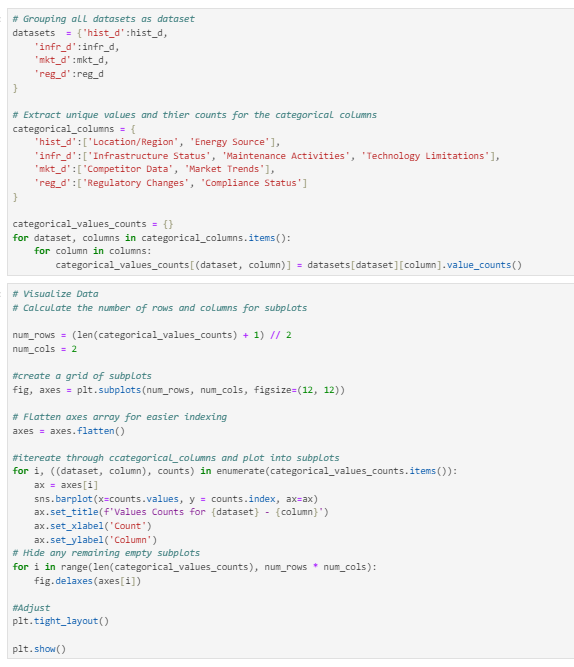 # Grouping all datasets as dataset
datasets  = {'hist_d':hist_d,
    'infr_d':infr_d,
    'mkt_d':mkt_d,
    'reg_d':reg_d
}

# Extract unique values and thier counts for the categorical columns
categorical_columns = {
    'hist_d':['Location/Region', 'Energy Source'],
    'infr_d':['Infrastructure Status', 'Maintenance Activities', 'Technology Limitations'],
    'mkt_d':['Competitor Data', 'Market Trends'],
    'reg_d':['Regulatory Changes', 'Compliance Status']
}

categorical_values_counts = {}
for dataset, columns in categorical_columns.items():
    for column in columns:
        categorical_values_counts[(dataset, column)] = datasets[dataset][column].value_counts()

# Visualize Data
# Calculate the number of rows and columns for subplots

num_rows = (len(categorical_values_counts) + 1) // 2
num_cols = 2

#create a grid of subplots
fig, axes = plt.subplots(num_rows, num_cols, figsize=(12, 12))

# Flatten axes array for easier indexing
axes = axes.flatten()

#itereate through ccategorical_columns and plot into subplots
for i, ((dataset, column), counts) in enumerate(categorical_values_counts.items()):
    ax = axes[i]
    sns.barplot(x=counts.values, y = counts.index, ax=ax)
    ax.set_title(f'Values Counts for {dataset} - {column}')
    ax.set_xlabel('Count')
    ax.set_ylabel('Column')
# Hide any remaining empty subplots
for i in range(len(categorical_values_counts), num_rows * num_cols):
    fig.delaxes(axes[i])

#Adjust
plt.tight_layout()

plt.show()